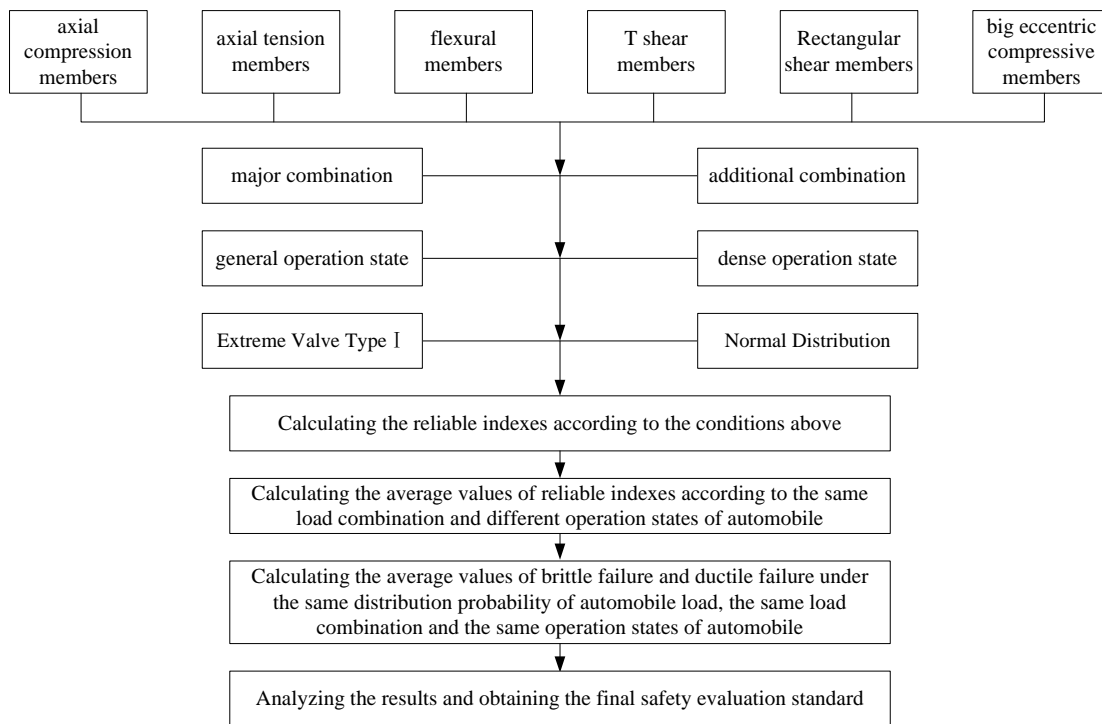 axial
compression
members
axial tension
members
flexural
members
T shear
members
Rectangular
shear members
big eccentric
compressive
members
major combination
additional combination
general operation state
dense operation state
Extreme Valve Type Ⅰ
Normal Distribution
Calculating the reliable indexes according to the conditions above
Calculating the average values of reliable indexes according to the same
load combination and different operation states of automobile
Calculating the average values of brittle failure and ductile failure under
the same distribution probability of automobile load, the same load
combination and the same operation states of automobile
Analyzing the results and obtaining the final safety evaluation standard